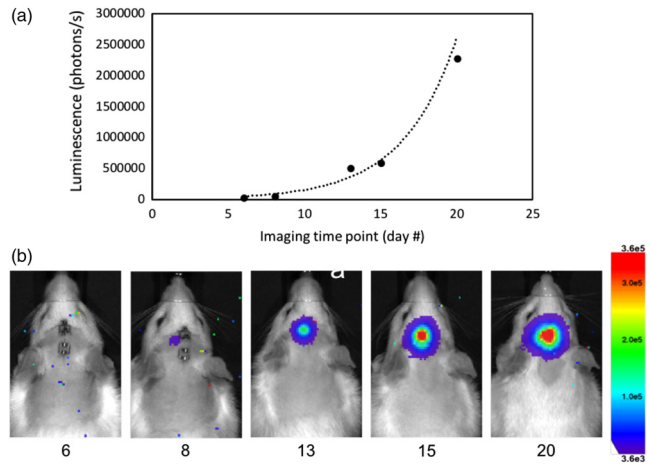 (a)
Luminescence (photons/s)
3000000
2500000
2000000
1500000
1000000
500000
0
0 5 10 15 20 25
Imaging time point (day #)
(b)
a
3.6e5
3.0e5
2.0e5
1.0e5
3.6e3
6 8 13 15 20